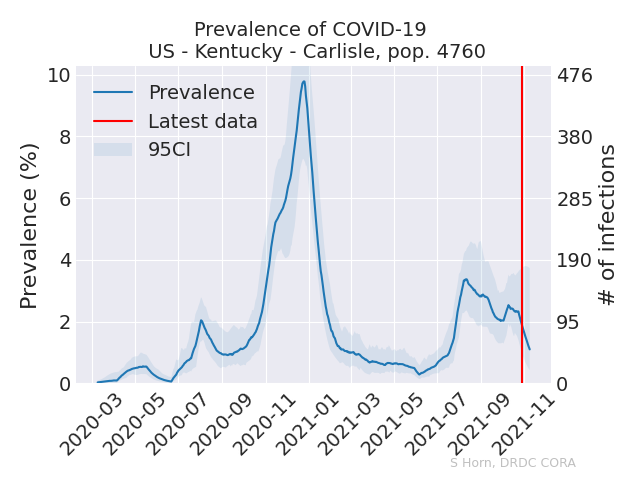 Prevalence of COVID-19
US - Kentucky - Carlisle, pop. 4760
Prevalence
Latest data
95CI
Prevalence (%)
10
8
6
4
2
0
476
380
285
190
95
0
# of infections
2020-03
2020-05
2020-07
2020-09
2020-11
2021-01
2021-03
2021-05
2021-07
2021-09
2021-11
S Horn, DRDC CORA